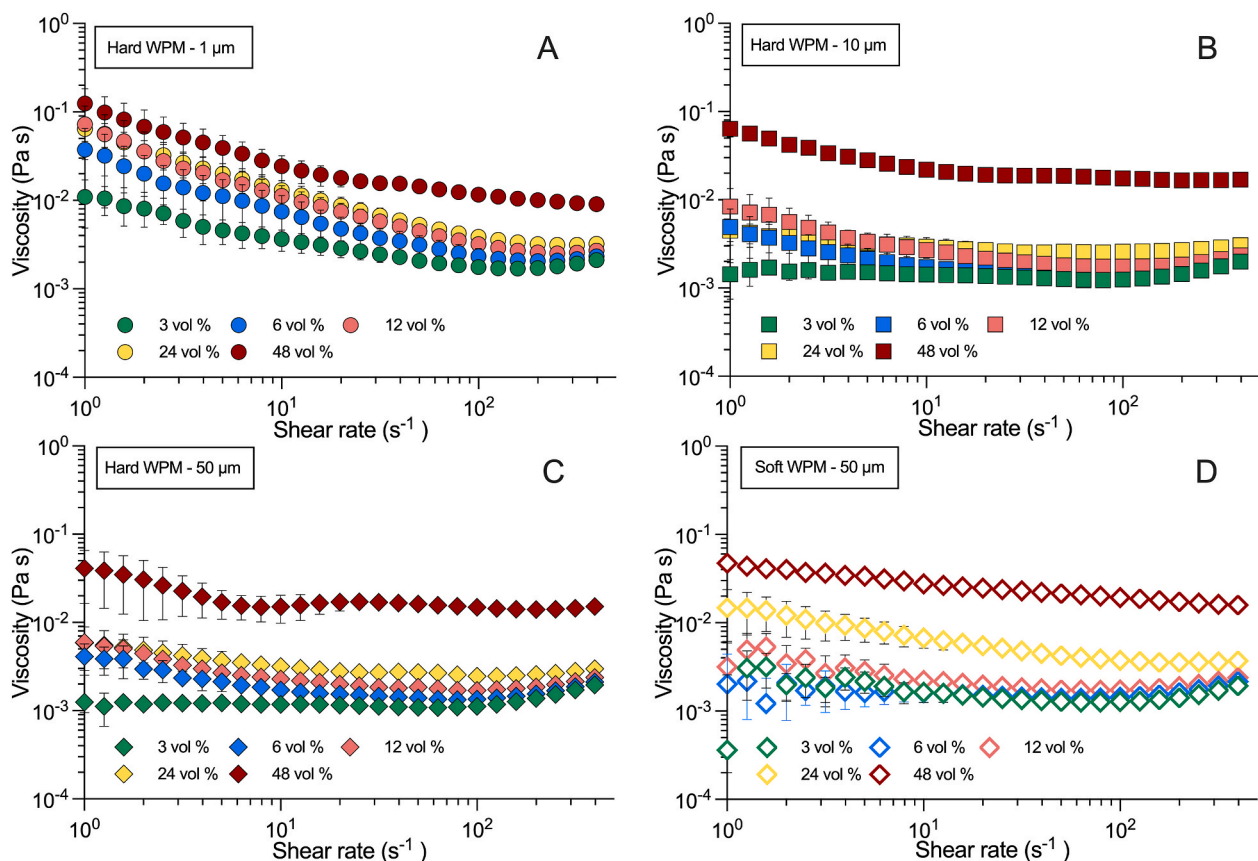 Hard WPM - 1 µm
A
Viscosity (Pa s)
10⁰
10⁻¹
10⁻²
10⁻³
10⁻⁴
3 vol % 6 vol % 12 vol %
24 vol % 48 vol %
10⁰ 10¹ 10²
Shear rate (s⁻¹ )
Hard WPM - 10 µm
B
Viscosity (Pa s)
10⁰
10⁻¹
10⁻²
10⁻³
10⁻⁴
3 vol % 6 vol % 12 vol %
24 vol % 48 vol %
10⁰ 10¹ 10²
Shear rate (s⁻¹ )
Hard WPM - 50 µm
C
Viscosity (Pa s)
10⁰
10⁻¹
10⁻²
10⁻³
10⁻⁴
3 vol % 6 vol % 12 vol %
24 vol % 48 vol %
10⁰ 10¹ 10²
Shear rate (s⁻¹ )
Soft WPM - 50 µm
D
Viscosity (Pa s)
10⁰
10⁻¹
10⁻²
10⁻³
10⁻⁴
3 vol % 6 vol % 12 vol %
24 vol % 48 vol %
10⁰ 10¹ 10²
Shear rate (s⁻¹ )